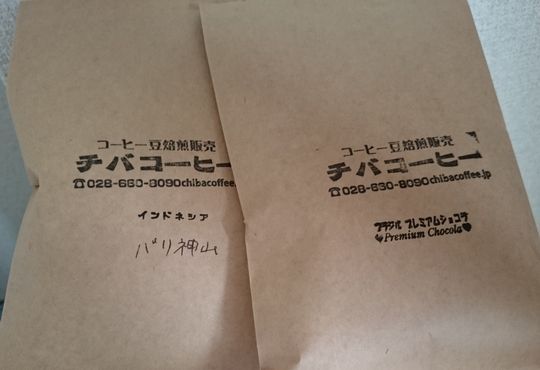 コーヒー豆焙煎販売
チバコーヒー
☎028-660-8090chibacoffee.
インドネシア
バリ神山
コーヒー豆焙煎販売
チバコーヒー
☎028-660-8090chibacoffee.jp
ブラジル プレミアムショコラ
Premium Chocola